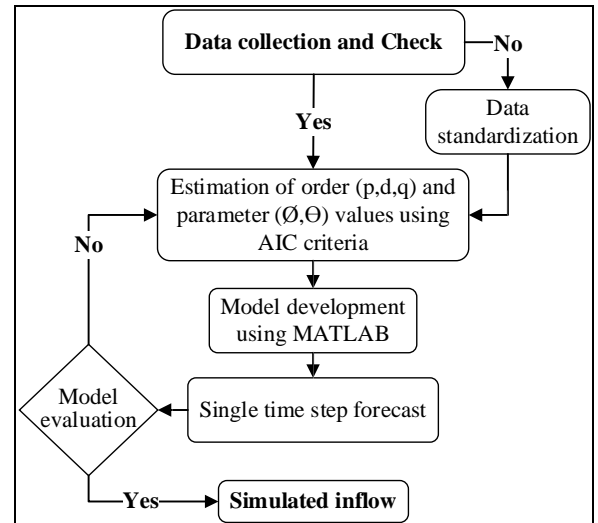 Data collection and Check
No
Yes
Data
standardization
Estimation of order (p,d,q) and
parameter (Ø,Ө) values using
AIC criteria
No
Model development
using MATLAB
Model
evaluation
Single time step forecast
Yes
Simulated inflow